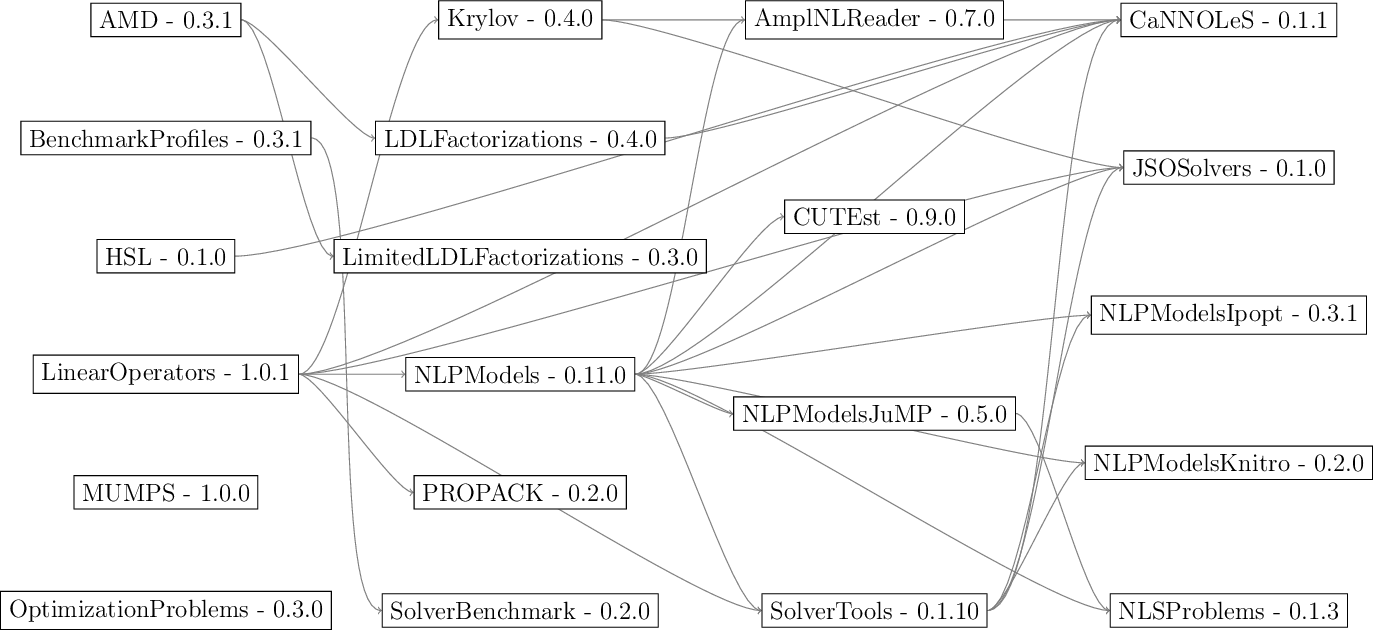 AMD - 0.3.1
Krylov - 0.4.0
AmplNLReader - 0.7.0
CaNNOLeS - 0.1.1
BenchmarkProfiles - 0.3.1
LDLFactorizations - 0.4.0
JSOSolvers - 0.1.0
CUTEst - 0.9.0
HSL - 0.1.0
LimitedLDLFactorizations - 0.3.0
NLPModelsIpopt - 0.3.1
LinearOperators - 1.0.1
NLPModels - 0.11.0
NLPModelsJuMP - 0.5.0
NLPModelsKnitro - 0.2.0
MUMPS - 1.0.0
PROPACK - 0.2.0
OptimizationProblems - 0.3.0
SolverBenchmark - 0.2.0
SolverTools - 0.1.10
NLSProblems - 0.1.3